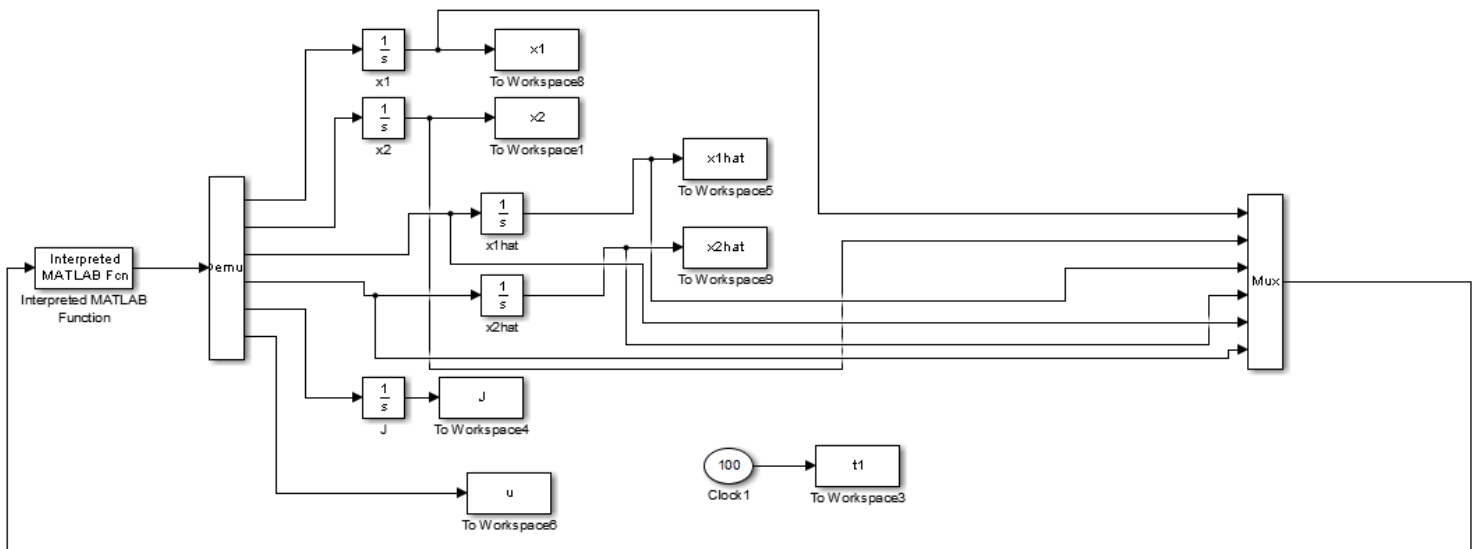 1
s
x1
x1
To Workspace8
1
s
x2
x2
To Workspace1
x1hat
To Workspace5
1
s
x1hat
x2hat
To Workspace9
Interpreted
MATLAB Fcn
Interpreted MATLAB
Function
Demu
1
s
x2hat
Mux
1
s
J
J
To Workspace4
100
Clock1
t1
To Workspace3
u
To Workspace6